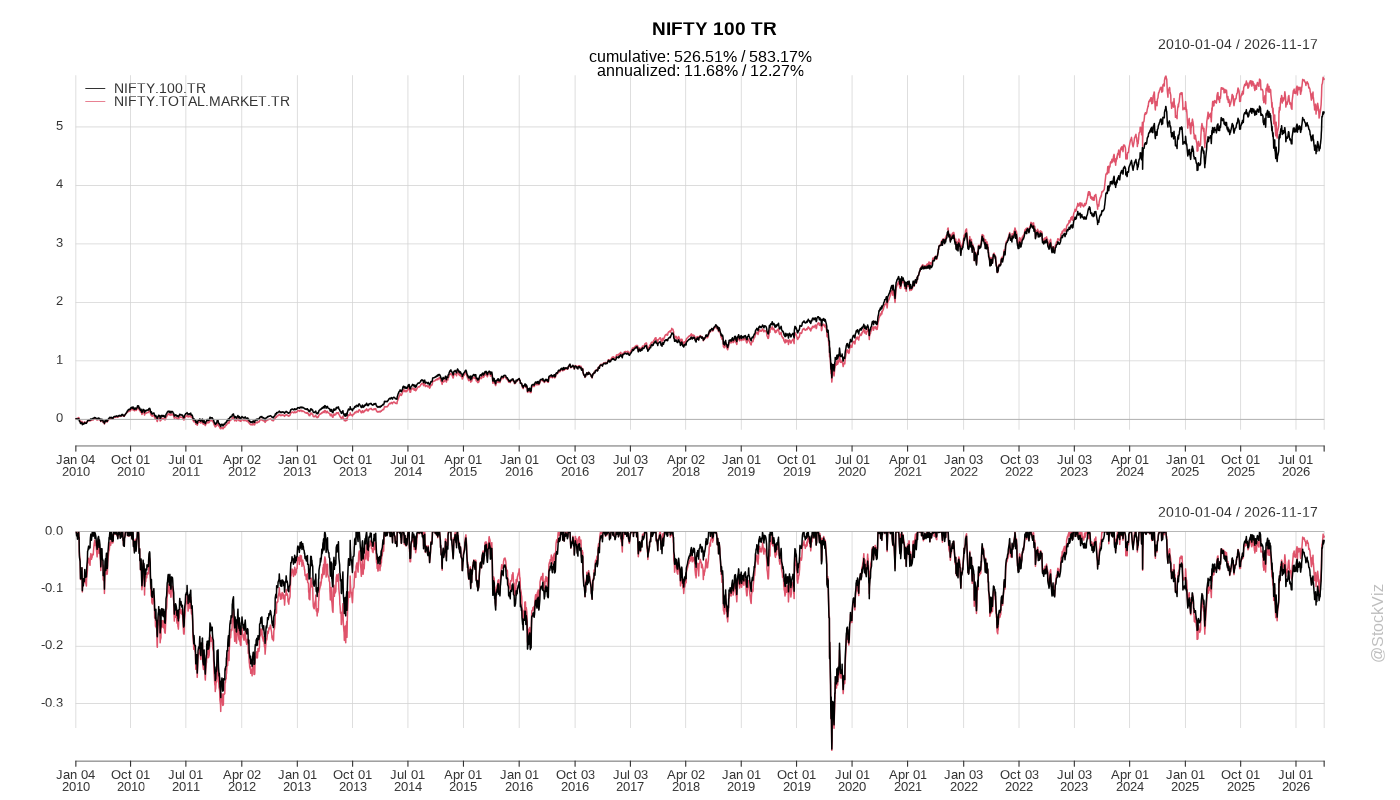 NIFTY 100 TR
2010-01-04 / 2026-11-17
cumulative: 526.51% / 583.17%
annualized: 11.68% / 12.27%
NIFTY.100.TR
NIFTY.TOTAL.MARKET.TR
5
4
3
2
1
0
Jan 04 Oct 01 Jul 01 Apr 02 Jan 01 Oct 01 Jul 01 Apr 01 Jan 01 Oct 03 Jul 03 Apr 02 Jan 01 Oct 01 Jul 01 Apr 01 Jan 03 Oct 03 Jul 03 Apr 01 Jan 01 Oct 01 Jul 01
2010 2010 2011 2012 2013 2013 2014 2015 2016 2016 2017 2018 2019 2019 2020 2021 2022 2022 2023 2024 2025 2025 2026
2010-01-04 / 2026-11-17
0.0
-0.1
-0.2
-0.3
Jan 04 Oct 01 Jul 01 Apr 02 Jan 01 Oct 01 Jul 01 Apr 01 Jan 01 Oct 03 Jul 03 Apr 02 Jan 01 Oct 01 Jul 01 Apr 01 Jan 03 Oct 03 Jul 03 Apr 01 Jan 01 Oct 01 Jul 01
2010 2010 2011 2012 2013 2013 2014 2015 2016 2016 2017 2018 2019 2019 2020 2021 2022 2022 2023 2024 2025 2025 2026
@StockViz